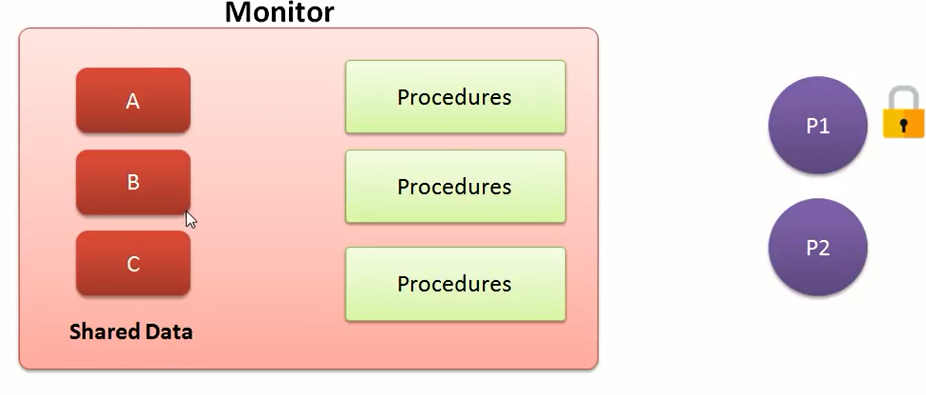 Monitor
A
Procedures
P1
B
Procedures
C
P2
Procedures
Shared Data